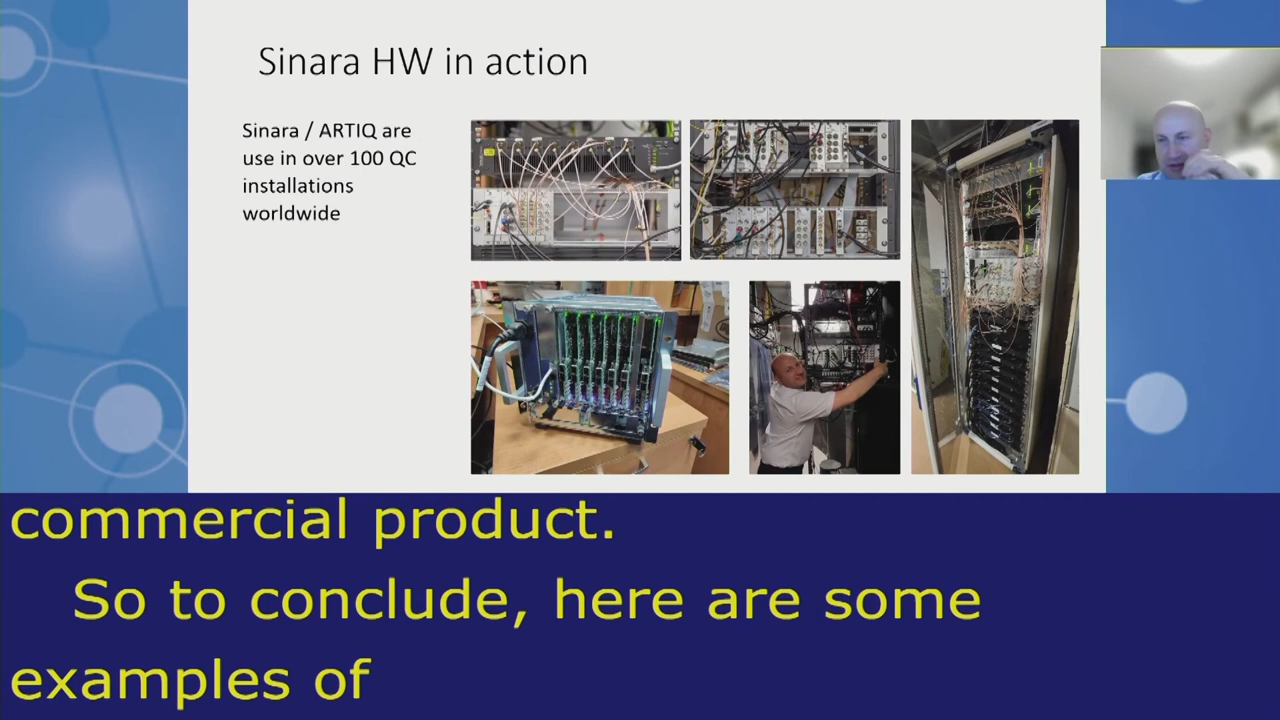 Sinara HW in action
Sinara / ARTIQ are
use in over 100 QC
installations
worldwide
commercial product.
So to conclude, here are some
examples of